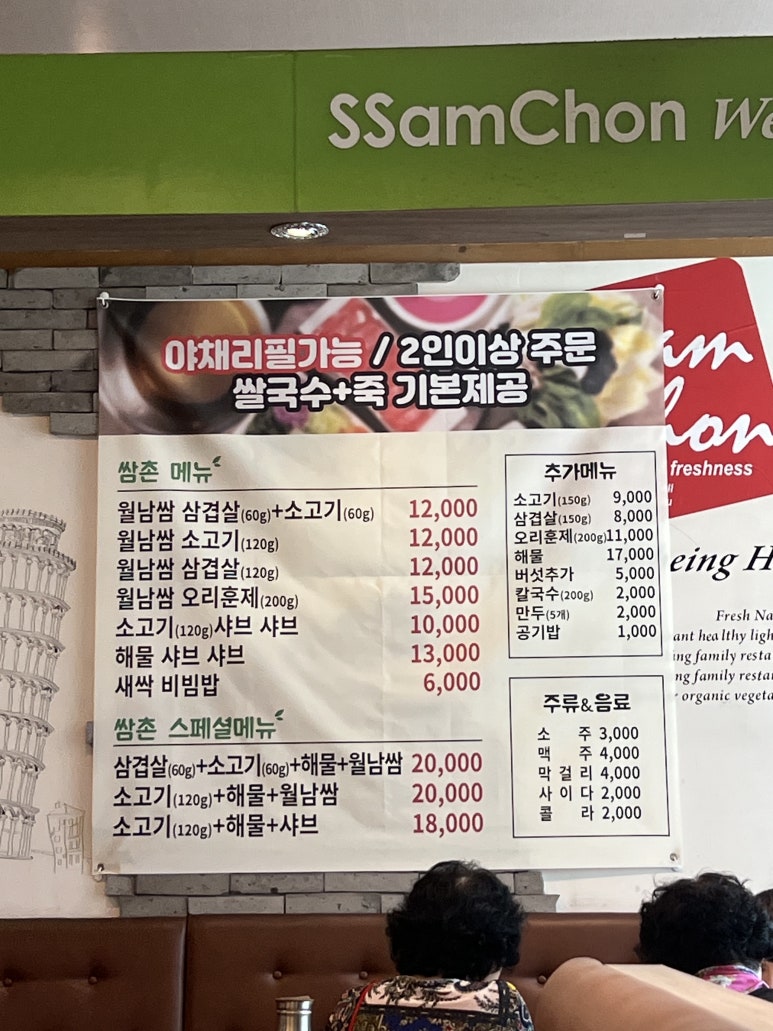 SSamChon We
야채리필가능 / 2인이상 주문
쌀국수+죽 기본제공
쌈촌 메뉴
월남쌈 삼겹살(60g)+소고기(60g) 12,000
월남쌈 소고기(120g) 12,000
월남쌈 삼겹살(120g) 12,000
월남쌈 오리훈제(200g) 15,000
소고기(120g)샤브 샤브 10,000
해물 샤브 샤브 13,000
새싹 비빔밥 6,000
쌈촌 스페셜메뉴
삼겹살(60g)+소고기(60g)+해물+월남쌈 20,000
소고기(120g)+해물+월남쌈 20,000
소고기(120g)+해물+샤브 18,000
추가메뉴
소고기(150g) 9,000
삼겹살(150g) 8,000
오리훈제(200g)11,000
해물 17,000
버섯추가 5,000
칼국수(200g) 2,000
만두(5개) 2,000
공기밥 1,000
주류&음료
소 주 3,000
맥 주 4,000
막 걸 리 4,000
사 이 다 2,000
콜 라 2,000
am
hon
freshness
eing H
Fresh Na
ant healthy ligh
ing family resta
ng family restau
organic vegeta